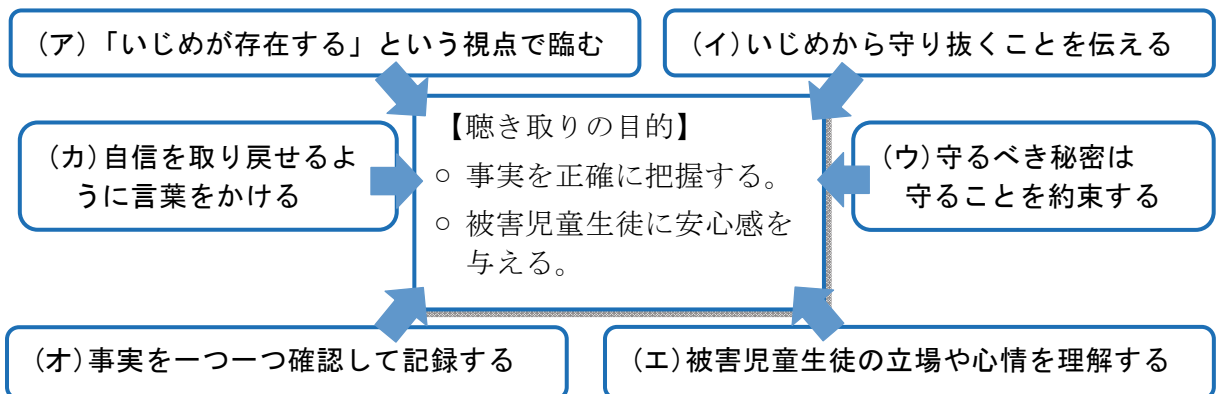 (ア)「いじめが存在する」という視点で臨む
(イ)いじめから守り抜くことを伝える
【聴き取りの目的】
○ 事実を正確に把握する。
○ 被害児童生徒に安心感を
与える。
(カ)自信を取り戻せるよ
うに言葉をかける
(ウ)守るべき秘密は
守ることを約束する
(オ)事実を一つ一つ確認して記録する
(エ)被害児童生徒の立場や心情を理解する